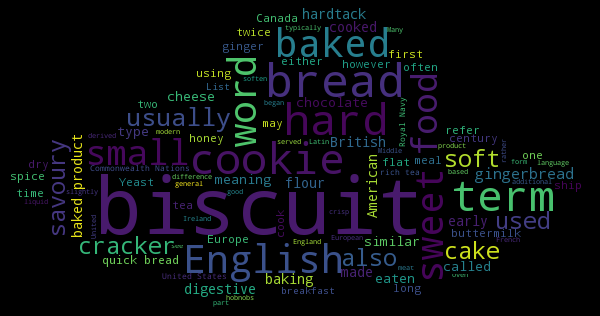 Canada
hardtack
twice
baked
cooked
typically
Many
ginger
either
however
first
using
soften
often
List
bread
word
cheese
chocolate
Royal Navy
food
two
began
hard
usually
honey
may
century
derived
modern
served
Latin
British
refer
product
type
small
cookie
Middle
American
flat
meal
soft
one
form
language
savoury
dry
Commonwealth Nations
difference
rich tea
based
spice
Yeast
meaning
flour
gingerbread
additional
slightly
general
good
sweet
time
baked product
biscuit
term
ship
liquid
tea
crisp
cook
United
Ireland
early
used
buttermilk
Europe
England
European
similar
French
cracker
English
also
cake
quick bread
made
called
United States
baking
eaten
meat
digestive
breakfast
long
hobnobs
part